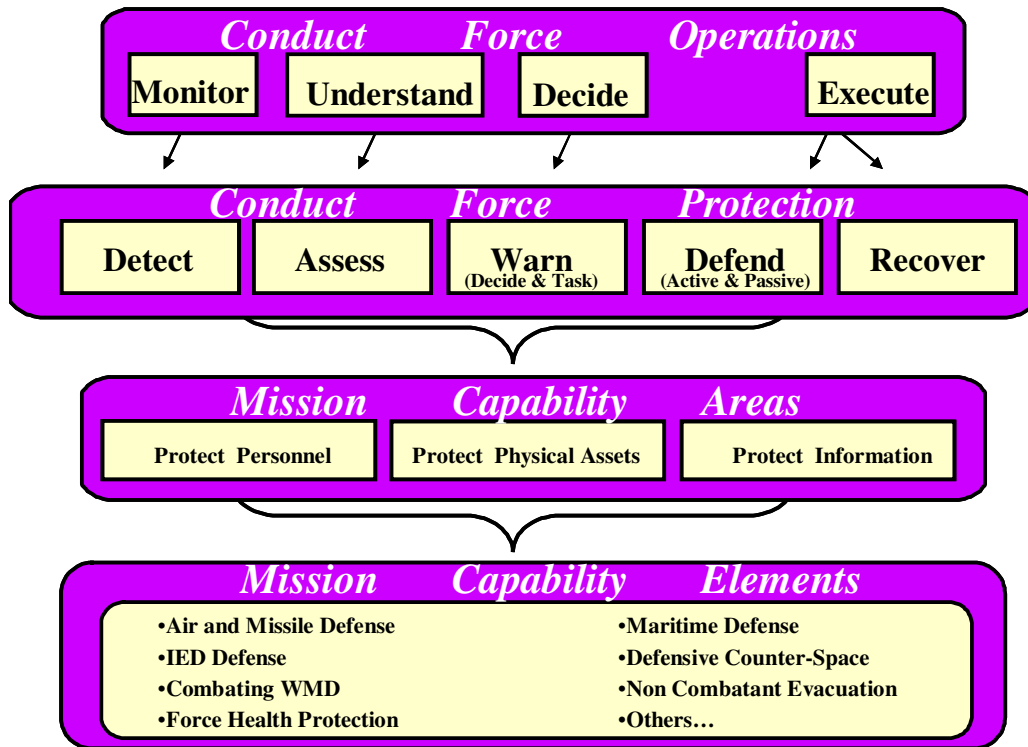 Conduct Force Operations
Monitor Understand Decide Execute
Conduct Force Protection
Detect Assess Warn Defend Recover
(Decide & Task) (Active & Passive)
Mission Capability Areas
Protect Personnel Protect Physical Assets Protect Information
Mission Capability Elements
•Air and Missile Defense
•IED Defense
•Combating WMD
•Force Health Protection
•Maritime Defense
•Defensive Counter-Space
•Non Combatant Evacuation
•Others…